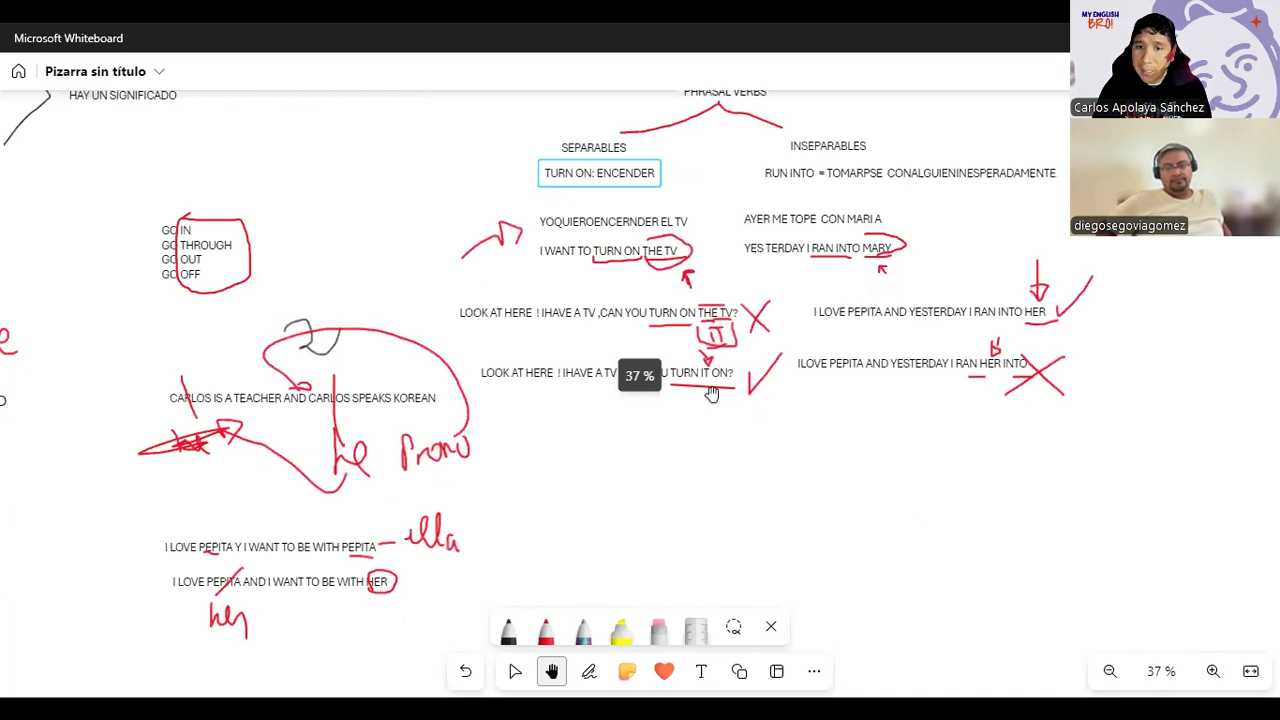 Microsoft Whiteboard
Pizarra sin título
MY ENGLISH
BRO!
Carlos Apolaya Sánchez
diegosegoviagomez
HAY UN SIGNIFICADO
PHRASAL VERBS
SEPARABLES
INSEPARABLES
TURN ON: ENCENDER
RUN INTO = TOMARPSE CONALGUIENINESPERADAMENTE
GO IN
GO THROUGH
GO OUT
GO OFF
YOQUIEROENCERNDER EL TV
AYER ME TOPE CON MARI A
I WANT TO TURN ON THE TV
YES TERDAY I RAN INTO MARY
LOOK AT HERE ! IHAVE A TV ,CAN YOU TURN ON THE TV?
IT
I LOVE PEPITA AND YESTERDAY I RAN INTO HER
LOOK AT HERE ! IHAVE A TV U TURN IT ON?
37 %
ILOVE PEPITA AND YESTERDAY I RAN HER INTO
CARLOS IS A TEACHER AND CARLOS SPEAKS KOREAN
he Prono
I LOVE PEPITA Y I WANT TO BE WITH PEPITA – ella
I LOVE PEPITA AND I WANT TO BE WITH HER
her
37 %